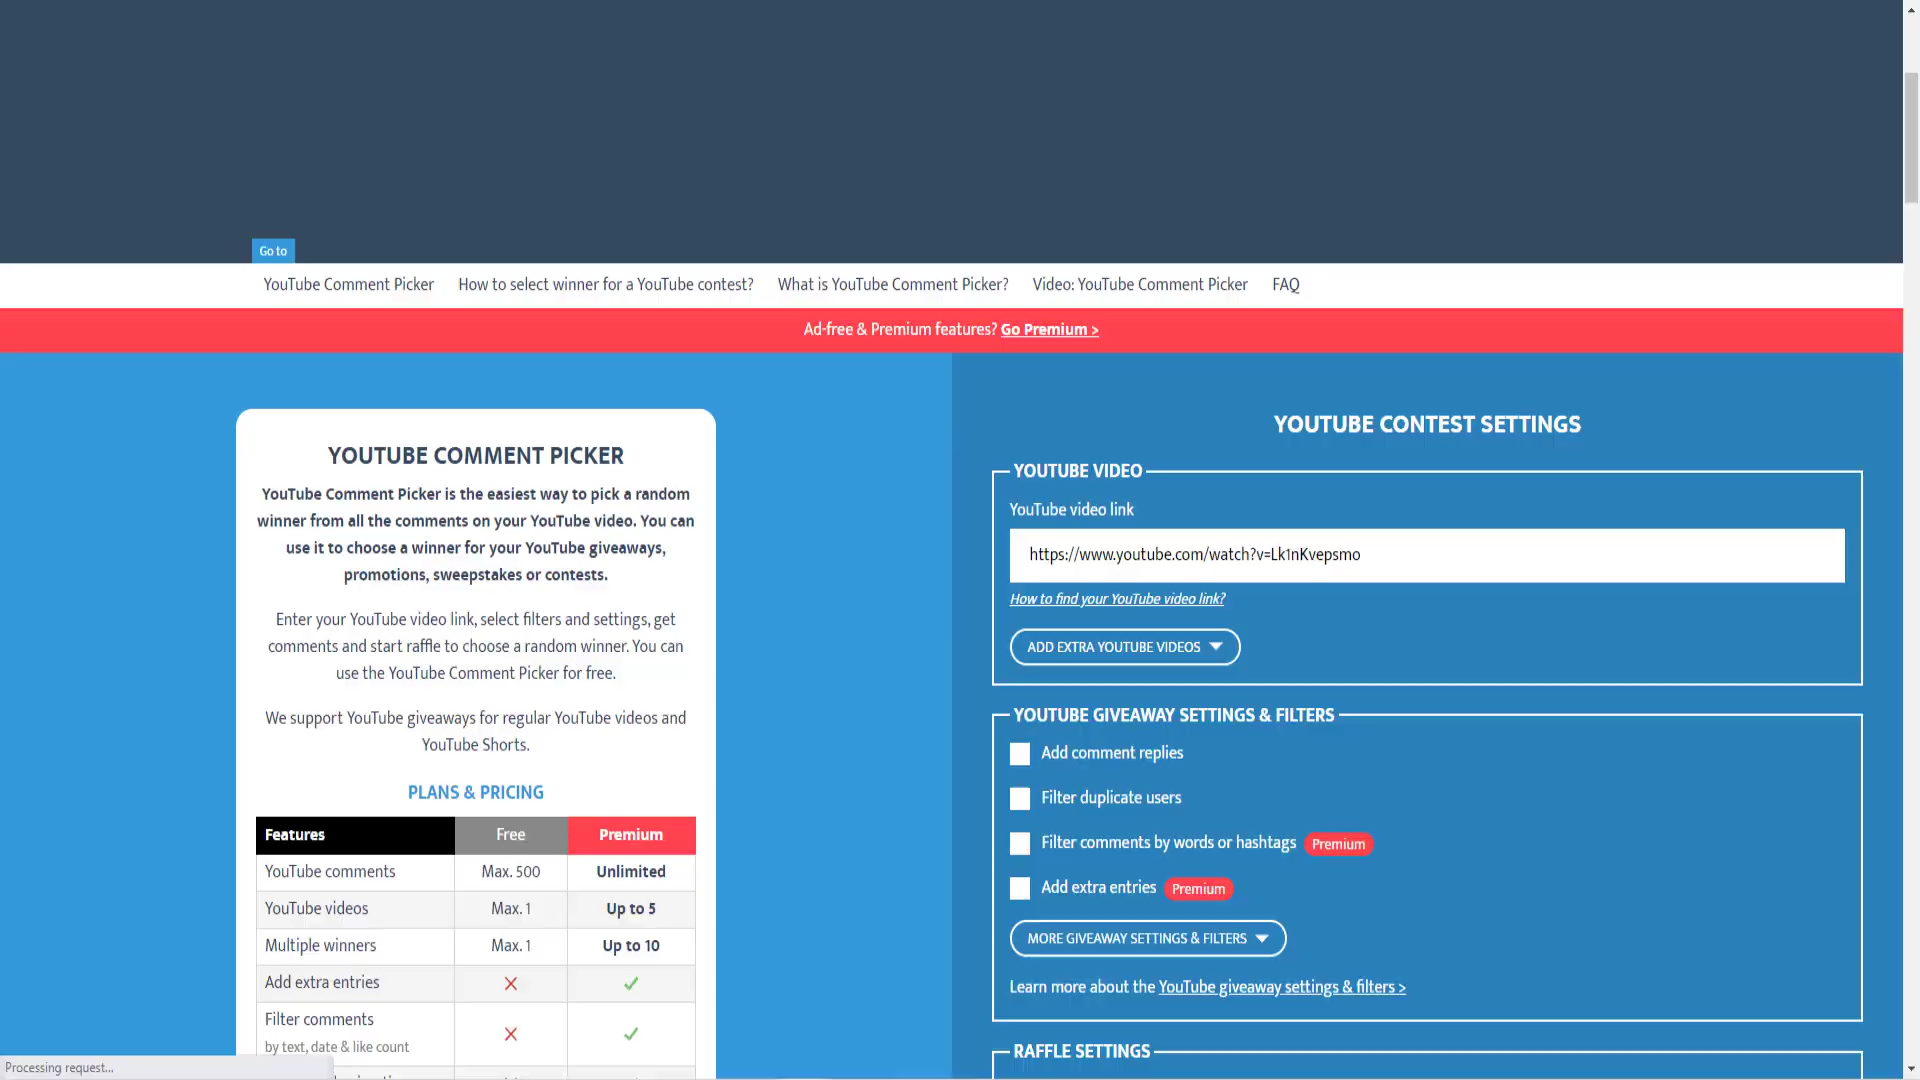 Go to
YouTube Comment Picker How to select winner for a YouTube contest? What is YouTube Comment Picker? Video: YouTube Comment Picker FAQ
Ad-free & Premium features? Go Premium >
YOUTUBE COMMENT PICKER
YouTube Comment Picker is the easiest way to pick a random
winner from all the comments on your YouTube video. You can
use it to choose a winner for your YouTube giveaways,
promotions, sweepstakes or contests.
Enter your YouTube video link, select filters and settings, get
comments and start raffle to choose a random winner. You can
use the YouTube Comment Picker for free.
We support YouTube giveaways for regular YouTube videos and
YouTube Shorts.
PLANS & PRICING
Features Free Premium
YouTube comments Max. 500 Unlimited
YouTube videos Max. 1 Up to 5
Multiple winners Max. 1 Up to 10
Add extra entries
Filter comments
by text, date & like count
Processing request...
YOUTUBE CONTEST SETTINGS
YOUTUBE VIDEO
YouTube video link
https://www.youtube.com/watch?v=Lk1nKvepsmo
How to find your YouTube video link?
ADD EXTRA YOUTUBE VIDEOS
YOUTUBE GIVEAWAY SETTINGS & FILTERS
Add comment replies
Filter duplicate users
Filter comments by words or hashtags Premium
Add extra entries Premium
MORE GIVEAWAY SETTINGS & FILTERS
Learn more about the YouTube giveaway settings & filters >
RAFFLE SETTINGS